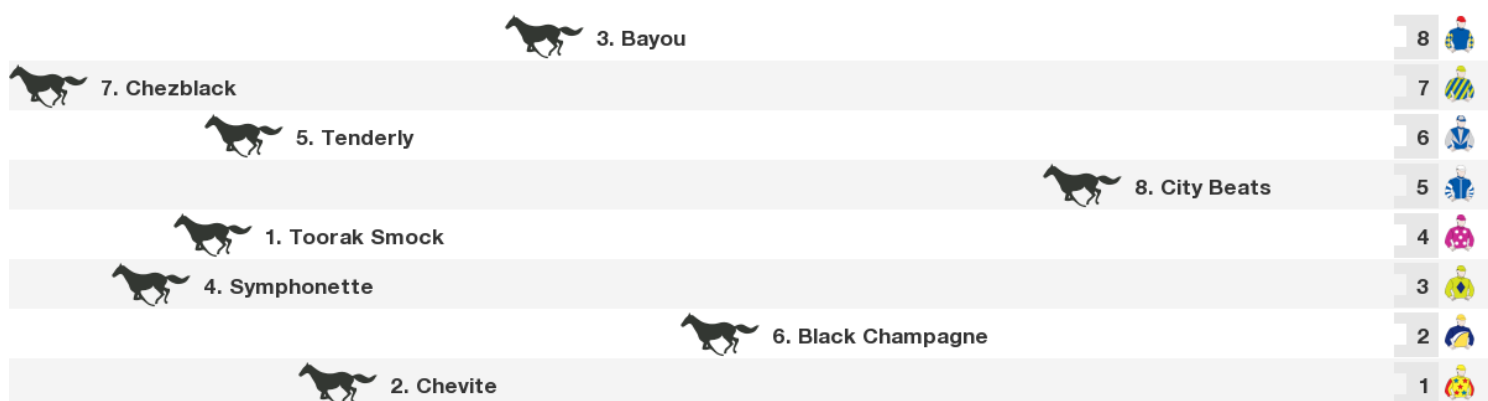 3. Bayou 8
7. Chezblack 7
5. Tenderly 6
8. City Beats 5
1. Toorak Smock 4
4. Symphonette 3
6. Black Champagne 2
2. Chevite 1